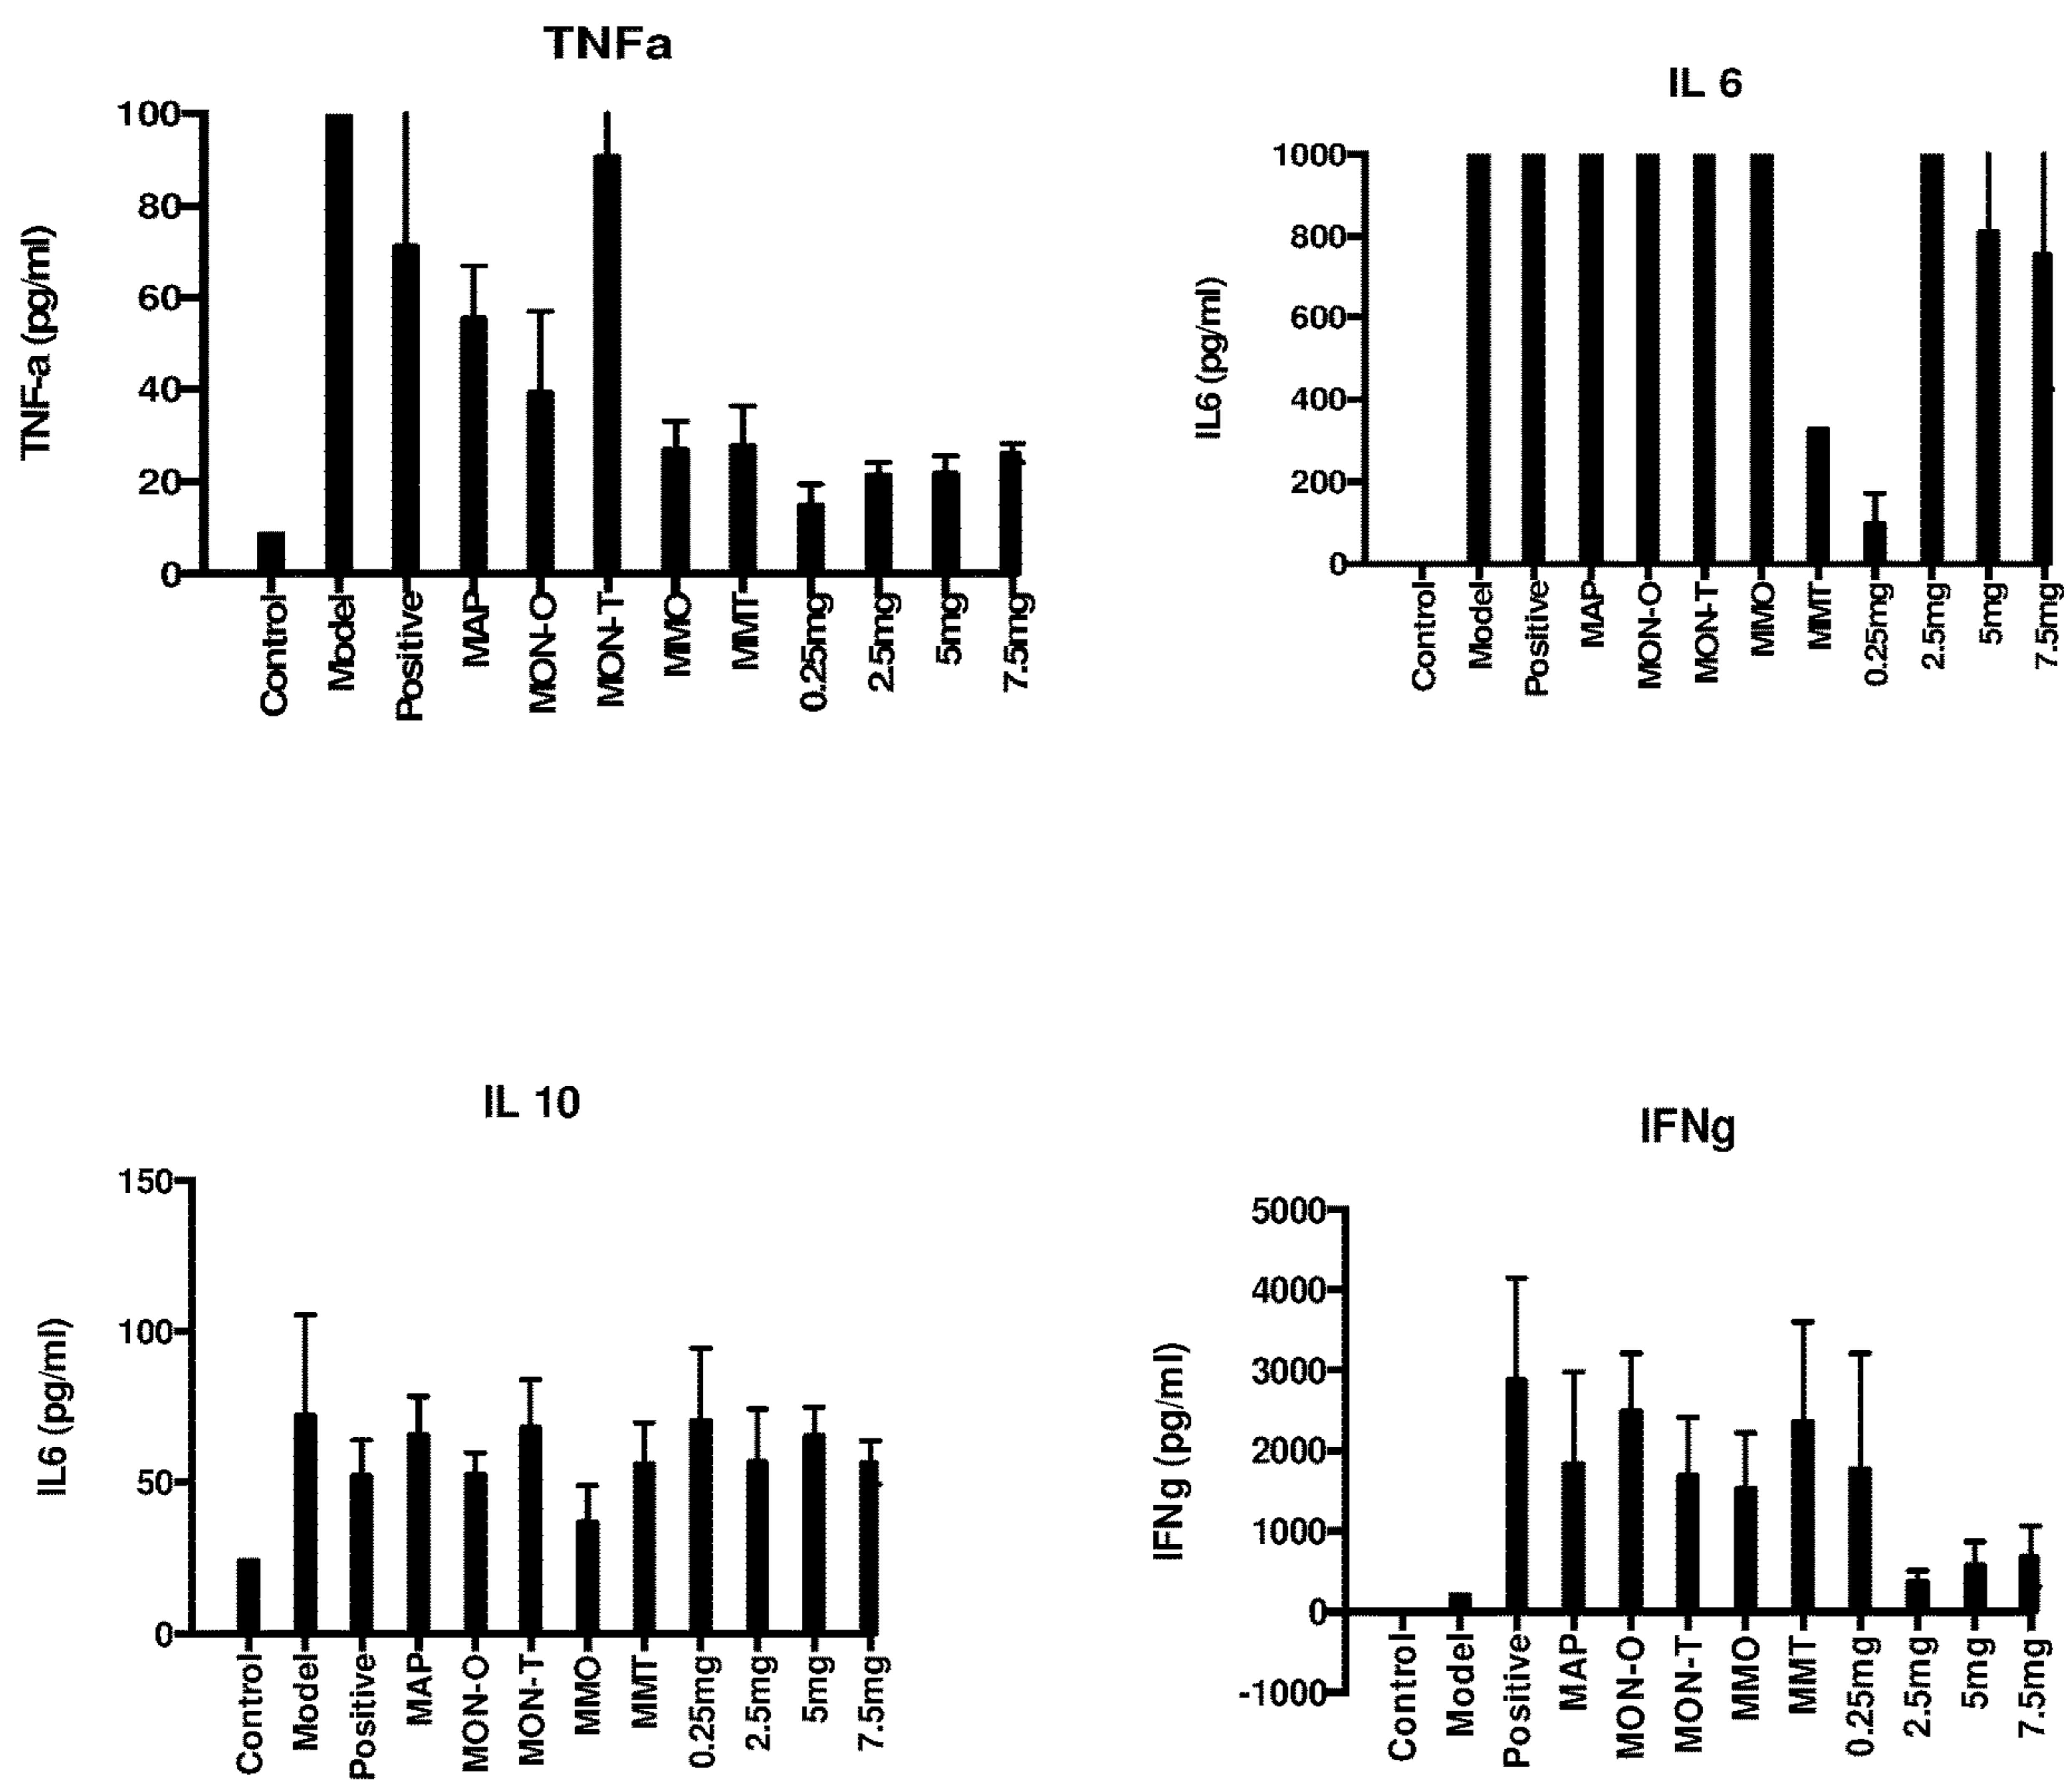 TNFa
TNF-a (pg/ml)
100
80
60
40
20
0
Control
Model
Positive
MAP
MON-O
MON-T
MMO
MMT
0.25mg
2.5mg
5mg
7.5mg
IL 6
IL6 (pg/ml)
1000
800
600
400
200
0
Control
Model
Positive
MAP
MON-O
MON-T
MMO
MMT
0.25mg
2.5mg
5mg
7.5mg
IL 10
IL6 (pg/ml)
150
100
50
0
Control
Model
Positive
MAP
MON-O
MON-T
MMO
MMT
0.25mg
2.5mg
5mg
7.5mg
IFNg
IFNg (pg/ml)
5000
4000
3000
2000
1000
0
-1000
Control
Model
Positive
MAP
MON-O
MON-T
MMO
MMT
0.25mg
2.5mg
5mg
7.5mg